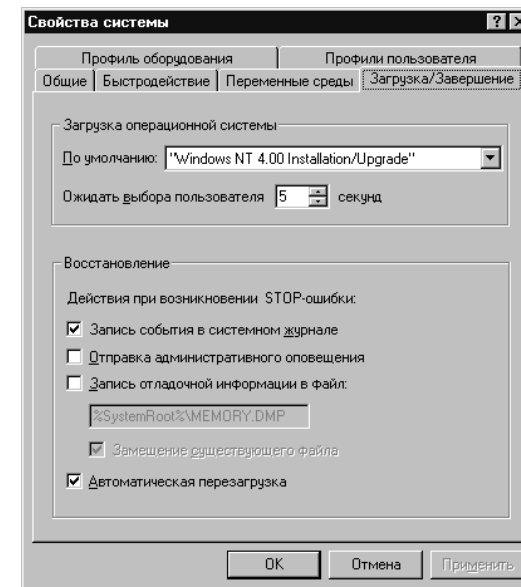 Свойства системы
Профиль оборудования Профили пользователя
Общие Быстродействие Переменные среды Загрузка/Завершение
Загрузка операционной системы
По умолчанию: "Windows NT 4.00 Installation/Upgrade"
Ожидать выбора пользователя 5 секунд
Восстановление
Действия при возникновении STOP-ошибки:
Запись события в системном журнале
Отправка административного оповещения
Запись отладочной информации в файл:
%SystemRoot%\MEMORY.DMP
Замещение существующего файла
Автоматическая перезагрузка
OK Отмена Применить